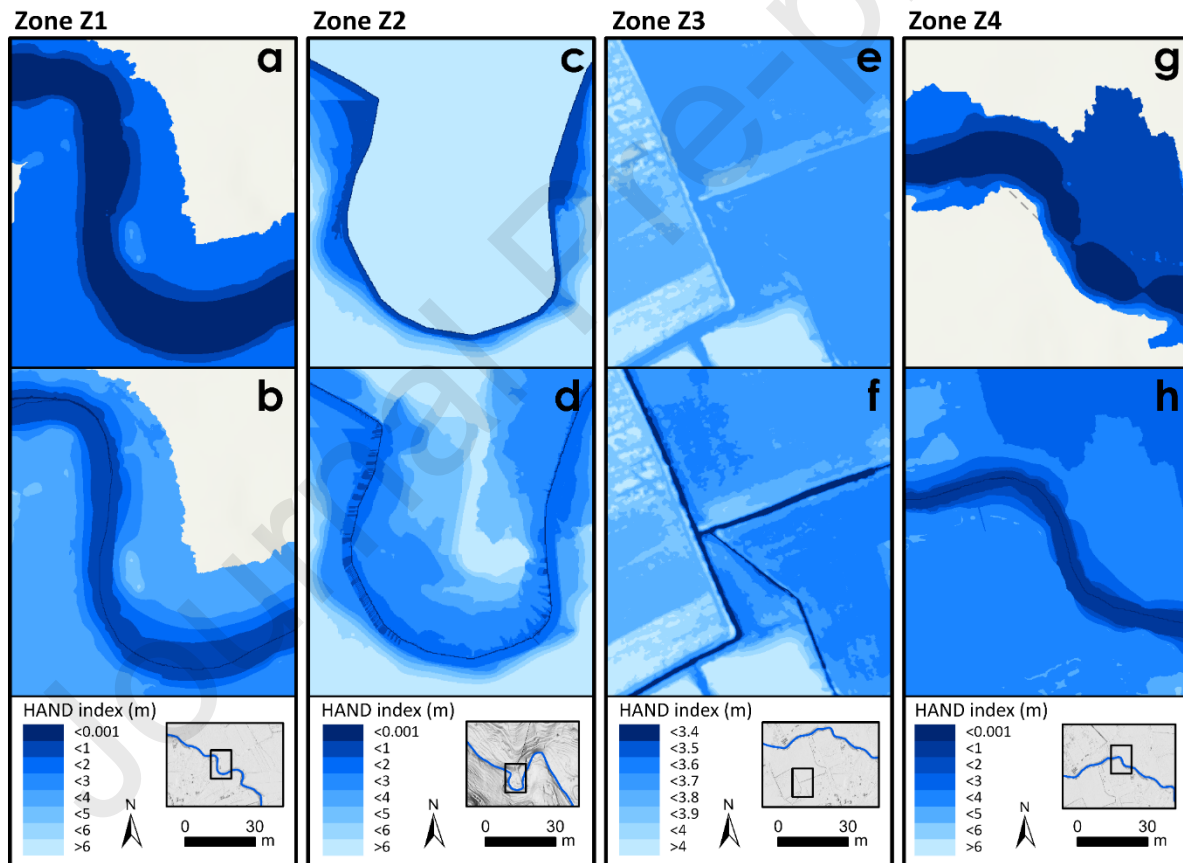 Zone Z1 Zone Z2 Zone Z3 Zone Z4
a c e g
b d f h
HAND index (m) HAND index (m) HAND index (m) HAND index (m)
<0.001 <0.001 <3.4 <0.001
<1 <1 <3.5 <1
<2 <2 <3.6 <2
<3 <3 <3.7 <3
<4 <4 <3.8 <4
<5 <5 <3.9 <5
<6 <6 <4 <6
>6 >6 >4 >6
N N N N
0 30 0 30 0 30 0 30
m m m m
Journal Pre-p